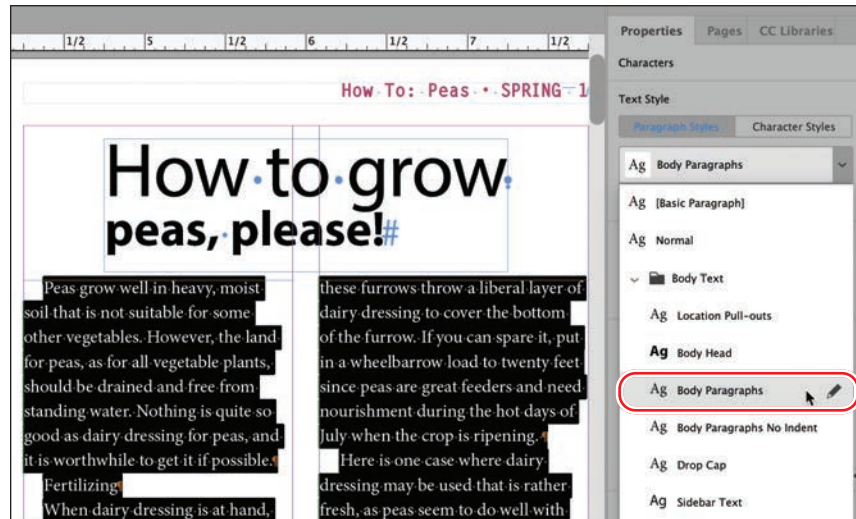 1/2 5 1/2 6 1/2 7 1/2
How To: Peas • SPRING 1
How to grow
peas, please!#
Peas grow well in heavy, moist
soil that is not suitable for some
other vegetables. However, the land
for peas, as for all vegetable plants,
should be drained and free from
standing water. Nothing is quite so
good as dairy dressing for peas, and
it is worthwhile to get it if possible.¶
Fertilizing¶
When dairy dressing is at hand,
these furrows throw a liberal layer of
dairy dressing to cover the bottom
of the furrow. If you can spare it, put
in a wheelbarrow load to twenty feet
since peas are great feeders and need
nourishment during the hot days of
July when the crop is ripening. ¶
Here is one case where dairy
dressing may be used that is rather
fresh, as peas seem to do well with
Properties Pages CC Libraries
Characters
Text Style
Paragraph Styles Character Styles
Ag Body Paragraphs
Ag [Basic Paragraph]
Ag Normal
Body Text
Ag Location Pull-outs
Ag Body Head
Ag Body Paragraphs
Ag Body Paragraphs No Indent
Ag Drop Cap
Ag Sidebar Text